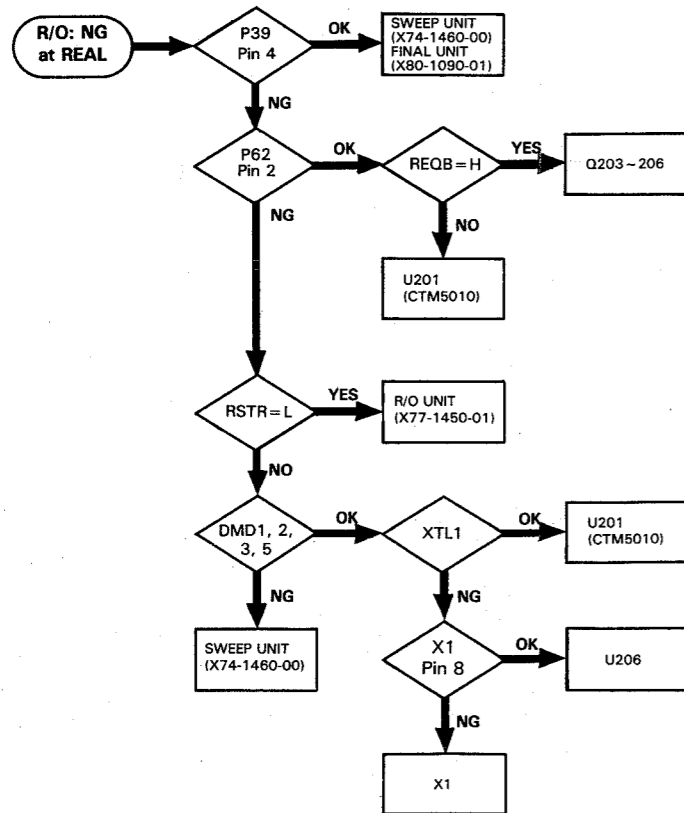 R/O: NG
at REAL
P39
Pin 4
OK
SWEEP UNIT
(X74-1460-00)
FINAL UNIT
(X80-1090-01)
NG
P62
Pin 2
OK
REQB=H
YES
Q203~206
NG
NO
U201
(CTM5010)
RSTR=L
YES
R/O UNIT
(X77-1450-01)
NO
DMD1, 2,
3, 5
OK
XTL1
OK
U201
(CTM5010)
NG
NG
SWEEP UNIT
(X74-1460-00)
X1
Pin 8
OK
U206
NG
X1